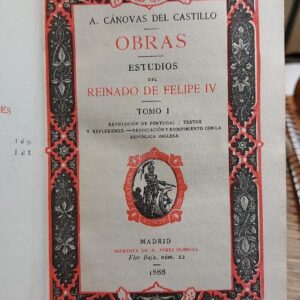 A. CÁNOVAS DEL CASTILLO
OBRAS
ESTUDIOS
DEL
REINADO DE FELIPE IV
TOMO I
REVOLUCIÓN DE PORTUGAL: TEXTOS
Y REFLEXIONES.—NEGOCIACIÓN Y ROMPIMIENTO CON LA
REPÚBLICA INGLESA
MADRID
IMPRENTA DE A. PÉREZ DUBRULL
Flor Baja, núm. 22
1888
ES